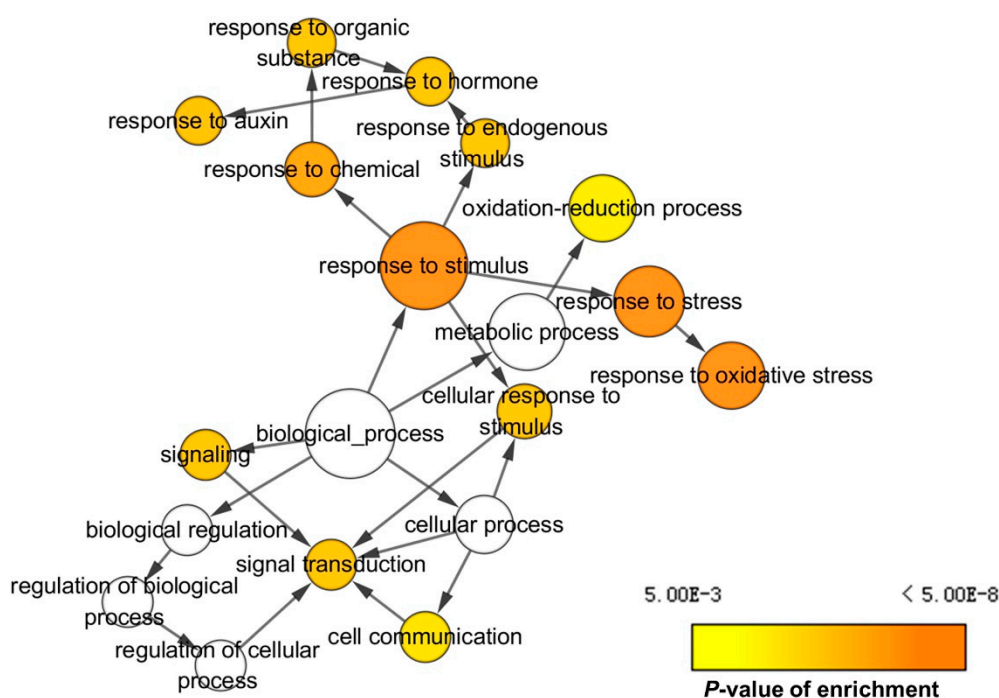 response to organic
substance
response to hormone
response to auxin
response to endogenous
stimulus
response to chemical
oxidation-reduction process
response to stimulus
response to stress
metabolic process
response to oxidative stress
cellular response to
stimulus
biological_process
signaling
biological regulation
cellular process
signal transduction
regulation of biological
process
cell communication
regulation of cellular
process
5.00E-3
< 5.00E-8
P-value of enrichment